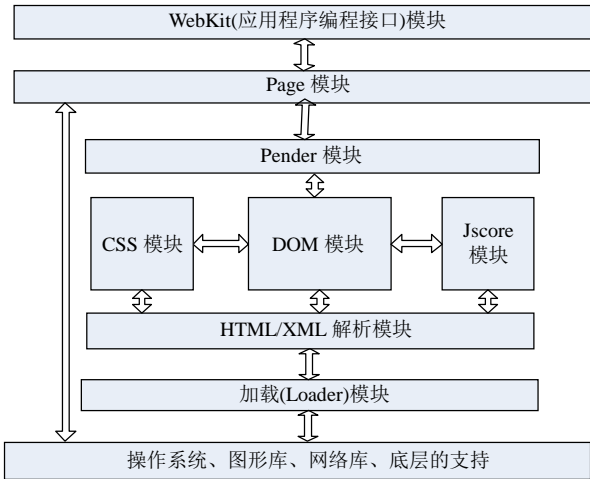 WebKit(应用程序编程接口)模块
Page 模块
Pender 模块
CSS 模块
DOM 模块
Jscore
模块
HTML/XML 解析模块
加载(Loader)模块
操作系统、图形库、网络库、底层的支持